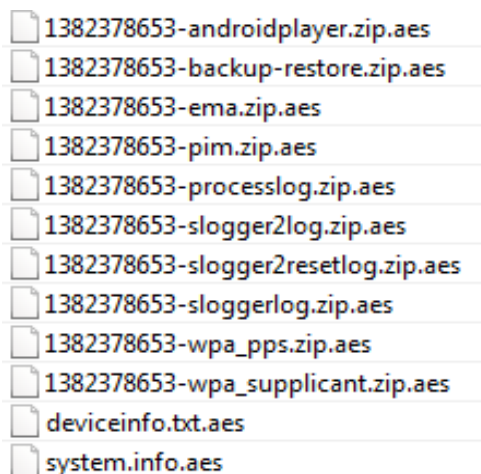 1382378653-androidplayer.zip.aes
1382378653-backup-restore.zip.aes
1382378653-ema.zip.aes
1382378653-pim.zip.aes
1382378653-processlog.zip.aes
1382378653-slogger2log.zip.aes
1382378653-slogger2resetlog.zip.aes
1382378653-sloggerlog.zip.aes
1382378653-wpa_pps.zip.aes
1382378653-wpa_supplicant.zip.aes
deviceinfo.txt.aes
system.info.aes